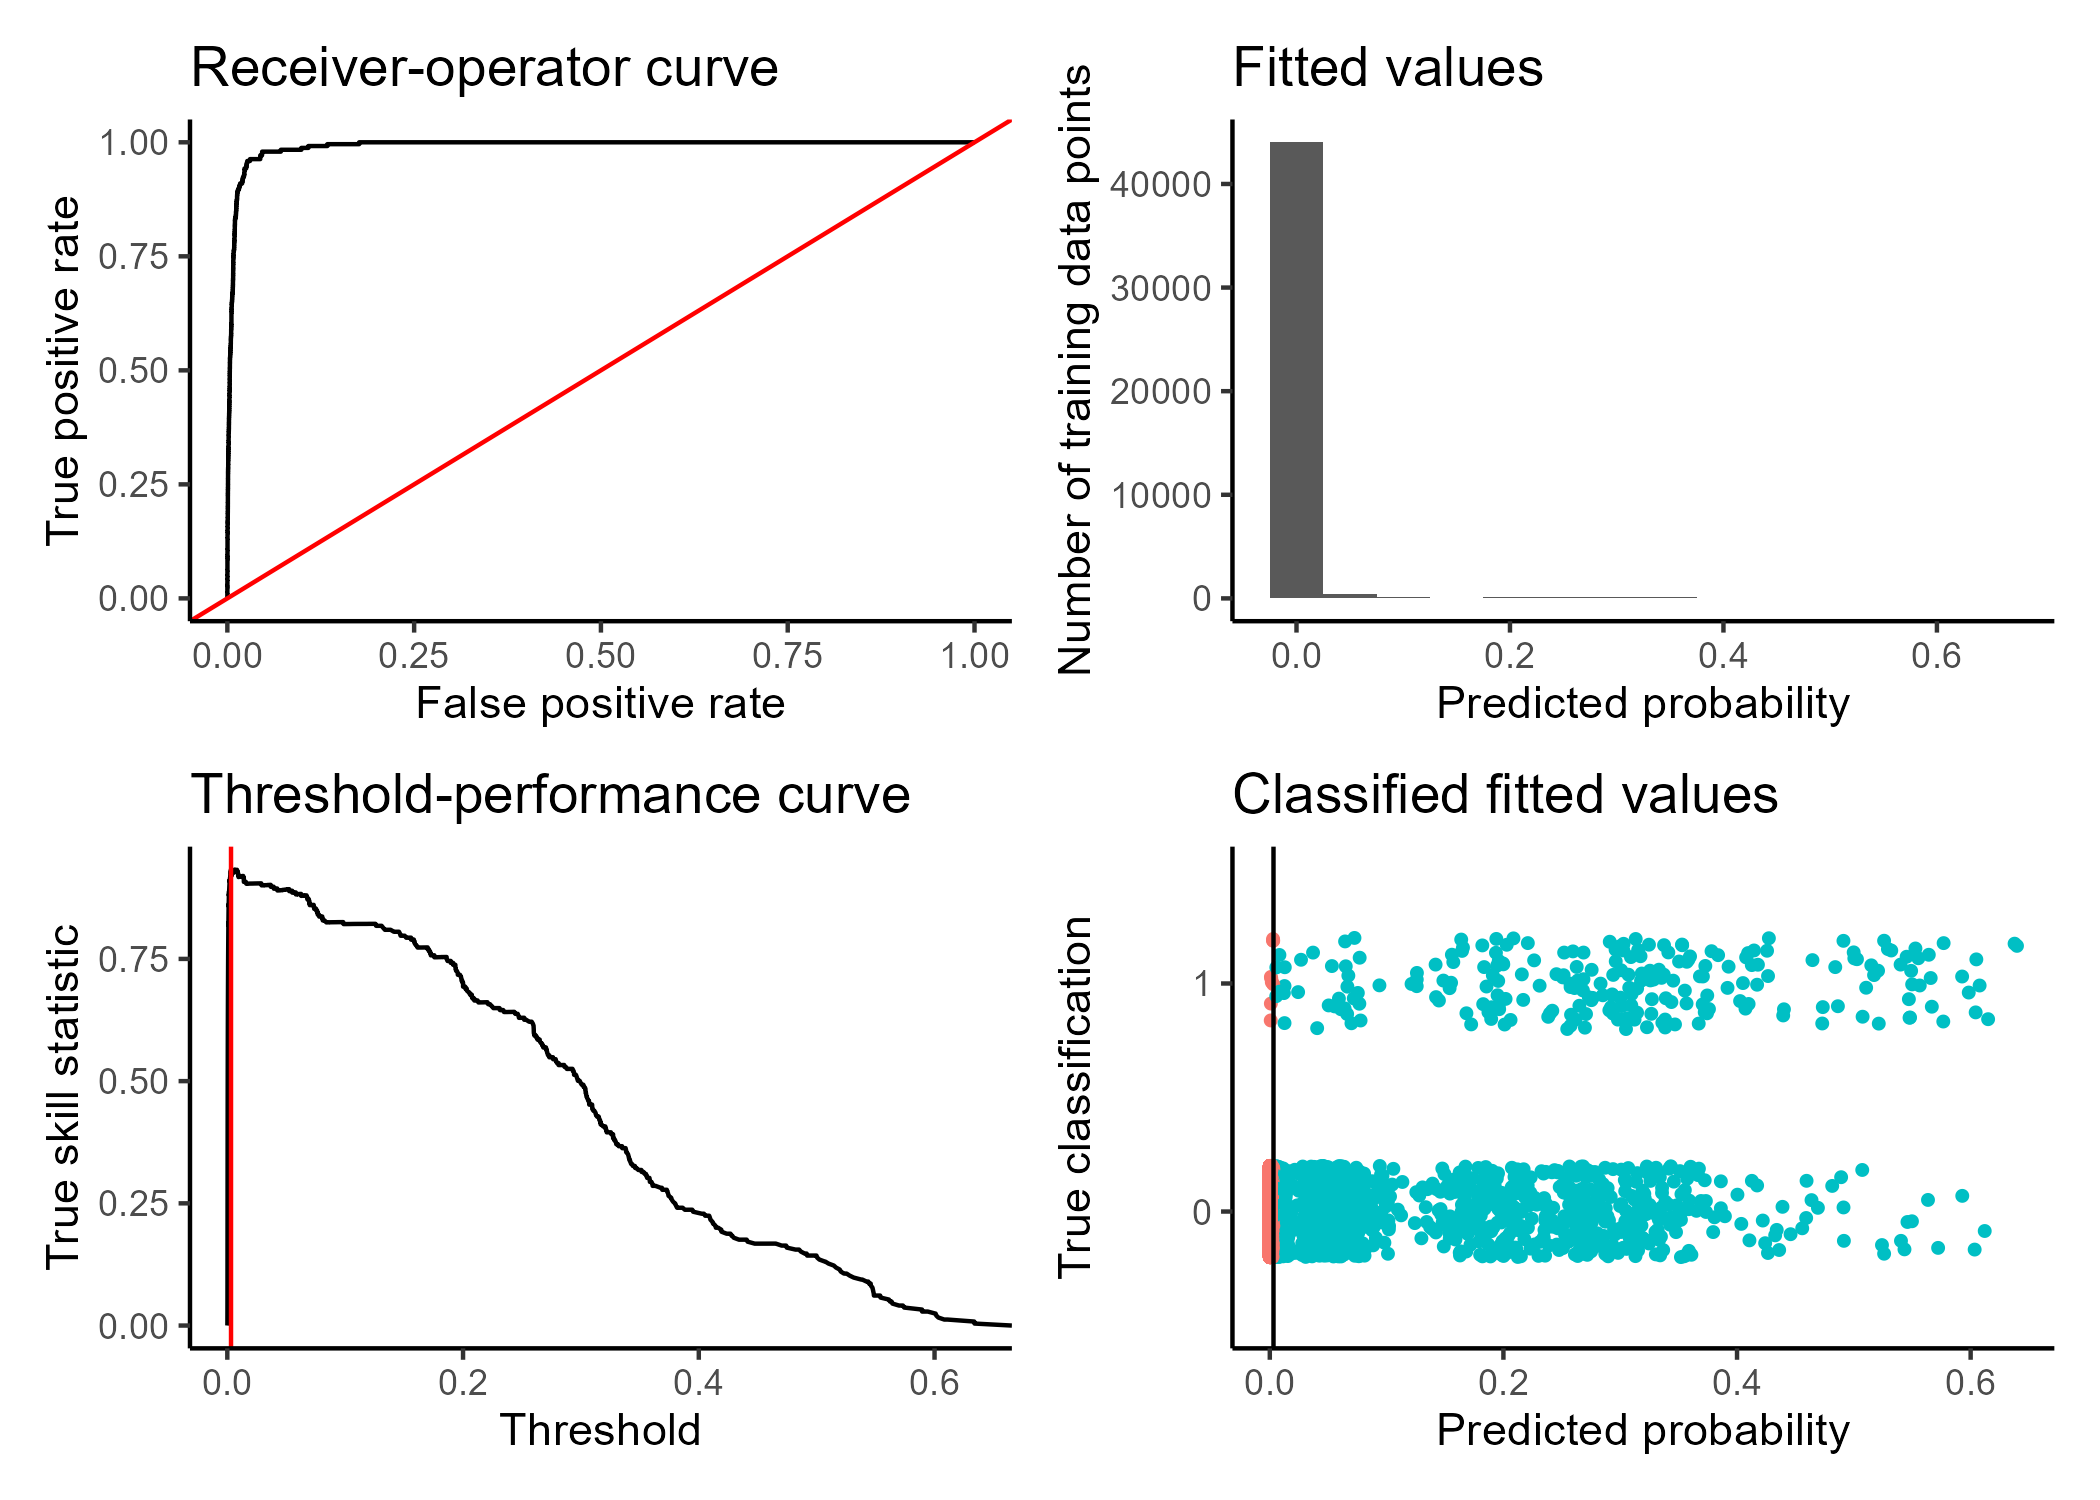 Receiver-operator curve
True positive rate
1.00
0.75
0.50
0.25
0.00
0.00 0.25 0.50 0.75 1.00
False positive rate
Fitted values
Number of training data points
40000
30000
20000
10000
0
0.0 0.2 0.4 0.6
Predicted probability
Threshold-performance curve
True skill statistic
0.75
0.50
0.25
0.00
0.0 0.2 0.4 0.6
Threshold
Classified fitted values
True classification
1
0
0.0 0.2 0.4 0.6
Predicted probability